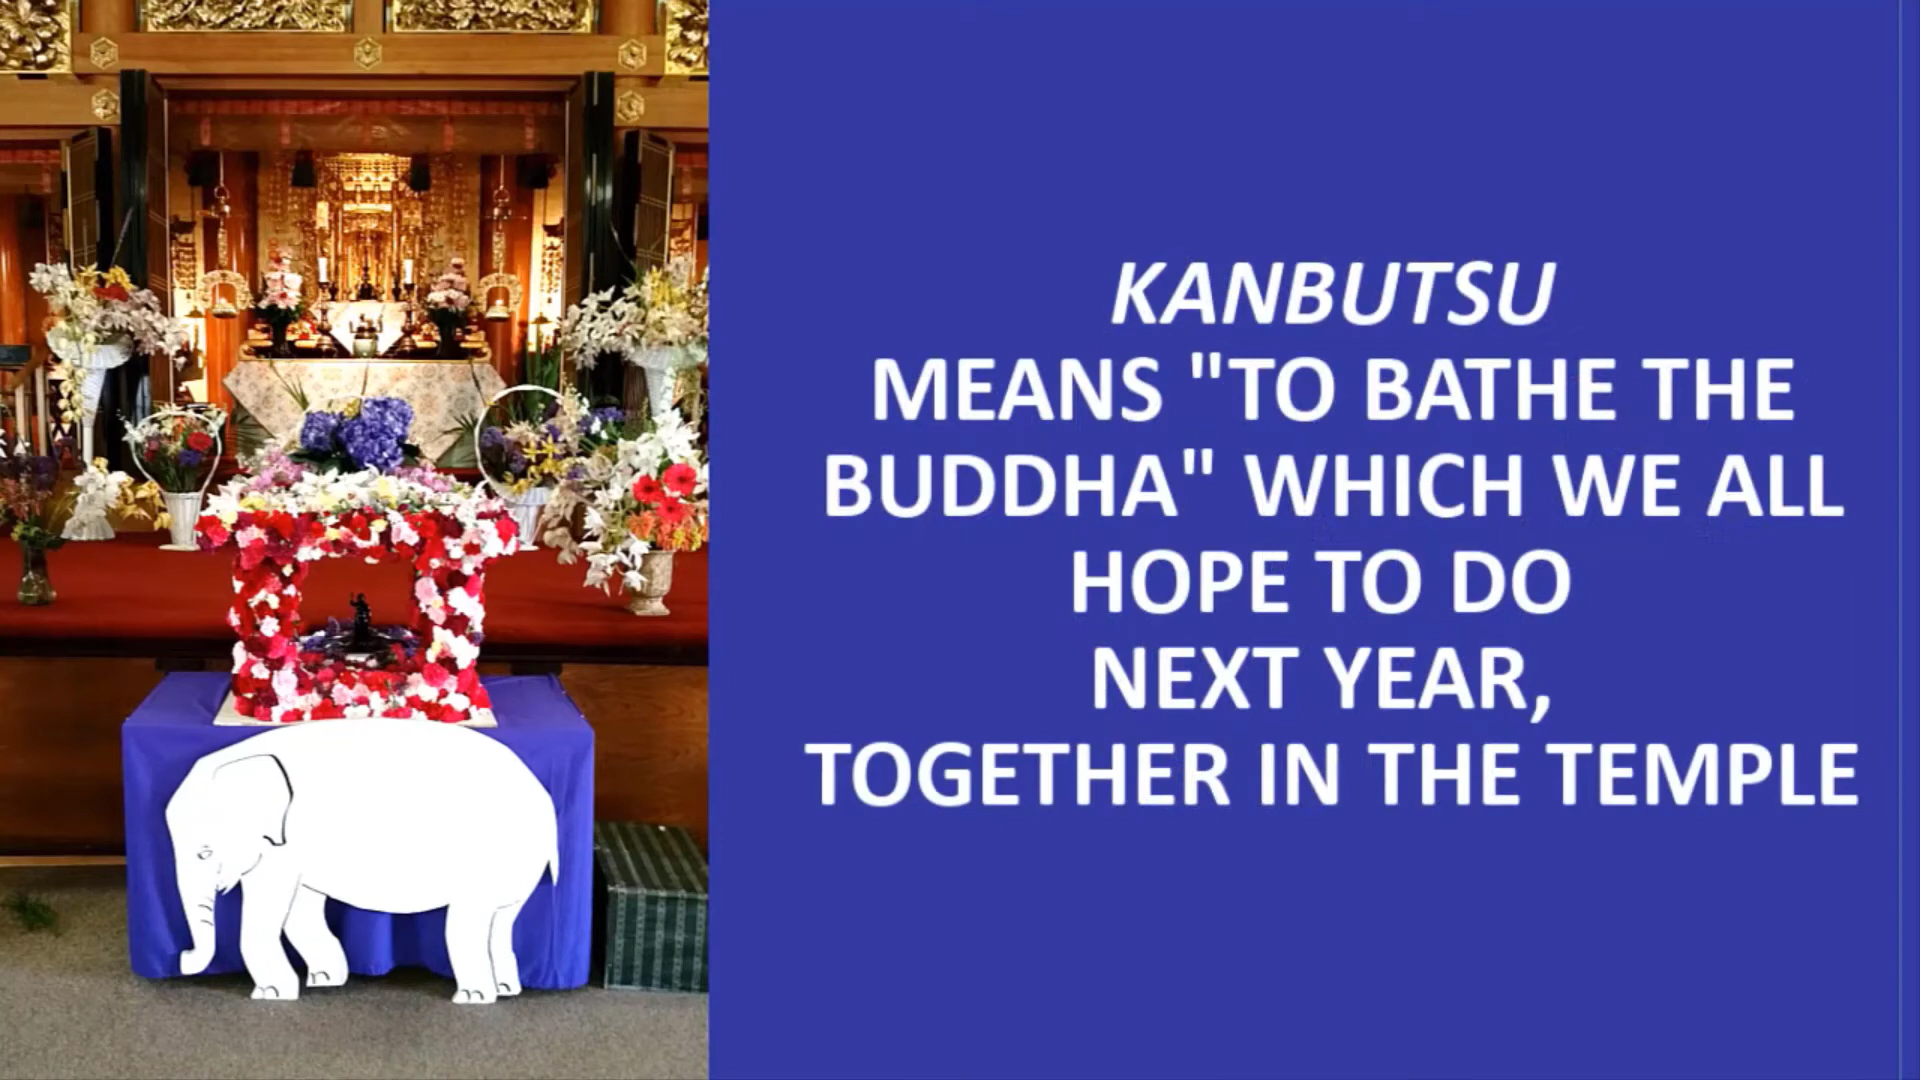 KANBUTSU
MEANS "TO BATHE THE
BUDDHA" WHICH WE ALL
HOPE TO DO
NEXT YEAR,
TOGETHER IN THE TEMPLE